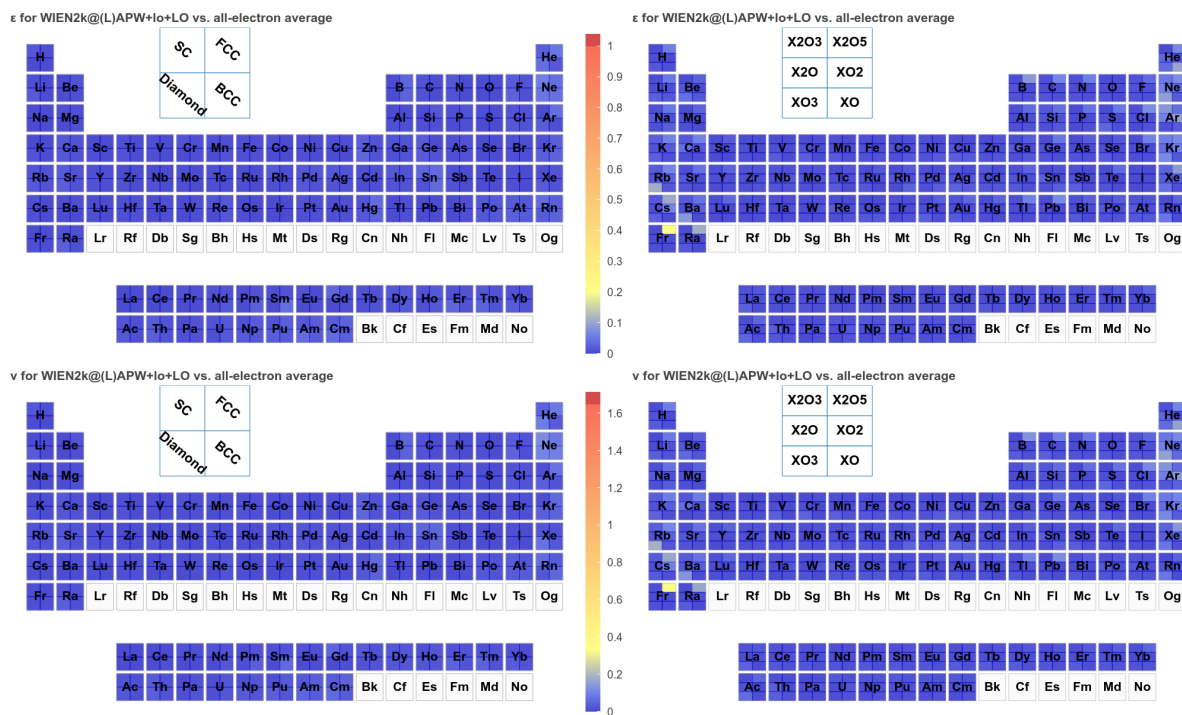 ε for WIEN2k@(L)APW+lo+LO vs. all-electron average
SC FCC
Diamond BCC
H He
Li Be B C N O F Ne
Na Mg Al Si P S Cl Ar
K Ca Sc Ti V Cr Mn Fe Co Ni Cu Zn Ga Ge As Se Br Kr
Rb Sr Y Zr Nb Mo Tc Ru Rh Pd Ag Cd In Sn Sb Te I Xe
Cs Ba Lu Hf Ta W Re Os Ir Pt Au Hg Tl Pb Bi Po At Rn
Fr Ra Lr Rf Db Sg Bh Hs Mt Ds Rg Cn Nh Fl Mc Lv Ts Og
La Ce Pr Nd Pm Sm Eu Gd Tb Dy Ho Er Tm Yb
Ac Th Pa U Np Pu Am Cm Bk Cf Es Fm Md No
1
0.9
0.8
0.7
0.6
0.5
0.4
0.3
0.2
0.1
0
ε for WIEN2k@(L)APW+lo+LO vs. all-electron average
X2O3 X2O5
X2O XO2
XO3 XO
H He
Li Be B C N O F Ne
Na Mg Al Si P S Cl Ar
K Ca Sc Ti V Cr Mn Fe Co Ni Cu Zn Ga Ge As Se Br Kr
Rb Sr Y Zr Nb Mo Tc Ru Rh Pd Ag Cd In Sn Sb Te I Xe
Cs Ba Lu Hf Ta W Re Os Ir Pt Au Hg Tl Pb Bi Po At Rn
Fr Ra Lr Rf Db Sg Bh Hs Mt Ds Rg Cn Nh Fl Mc Lv Ts Og
La Ce Pr Nd Pm Sm Eu Gd Tb Dy Ho Er Tm Yb
Ac Th Pa U Np Pu Am Cm Bk Cf Es Fm Md No
ν for WIEN2k@(L)APW+lo+LO vs. all-electron average
SC FCC
Diamond BCC
H He
Li Be B C N O F Ne
Na Mg Al Si P S Cl Ar
K Ca Sc Ti V Cr Mn Fe Co Ni Cu Zn Ga Ge As Se Br Kr
Rb Sr Y Zr Nb Mo Tc Ru Rh Pd Ag Cd In Sn Sb Te I Xe
Cs Ba Lu Hf Ta W Re Os Ir Pt Au Hg Tl Pb Bi Po At Rn
Fr Ra Lr Rf Db Sg Bh Hs Mt Ds Rg Cn Nh Fl Mc Lv Ts Og
La Ce Pr Nd Pm Sm Eu Gd Tb Dy Ho Er Tm Yb
Ac Th Pa U Np Pu Am Cm Bk Cf Es Fm Md No
1.6
1.4
1.2
1
0.8
0.6
0.4
0.2
0
ν for WIEN2k@(L)APW+lo+LO vs. all-electron average
X2O3 X2O5
X2O XO2
XO3 XO
H He
Li Be B C N O F Ne
Na Mg Al Si P S Cl Ar
K Ca Sc Ti V Cr Mn Fe Co Ni Cu Zn Ga Ge As Se Br Kr
Rb Sr Y Zr Nb Mo Tc Ru Rh Pd Ag Cd In Sn Sb Te I Xe
Cs Ba Lu Hf Ta W Re Os Ir Pt Au Hg Tl Pb Bi Po At Rn
Fr Ra Lr Rf Db Sg Bh Hs Mt Ds Rg Cn Nh Fl Mc Lv Ts Og
La Ce Pr Nd Pm Sm Eu Gd Tb Dy Ho Er Tm Yb
Ac Th Pa U Np Pu Am Cm Bk Cf Es Fm Md No